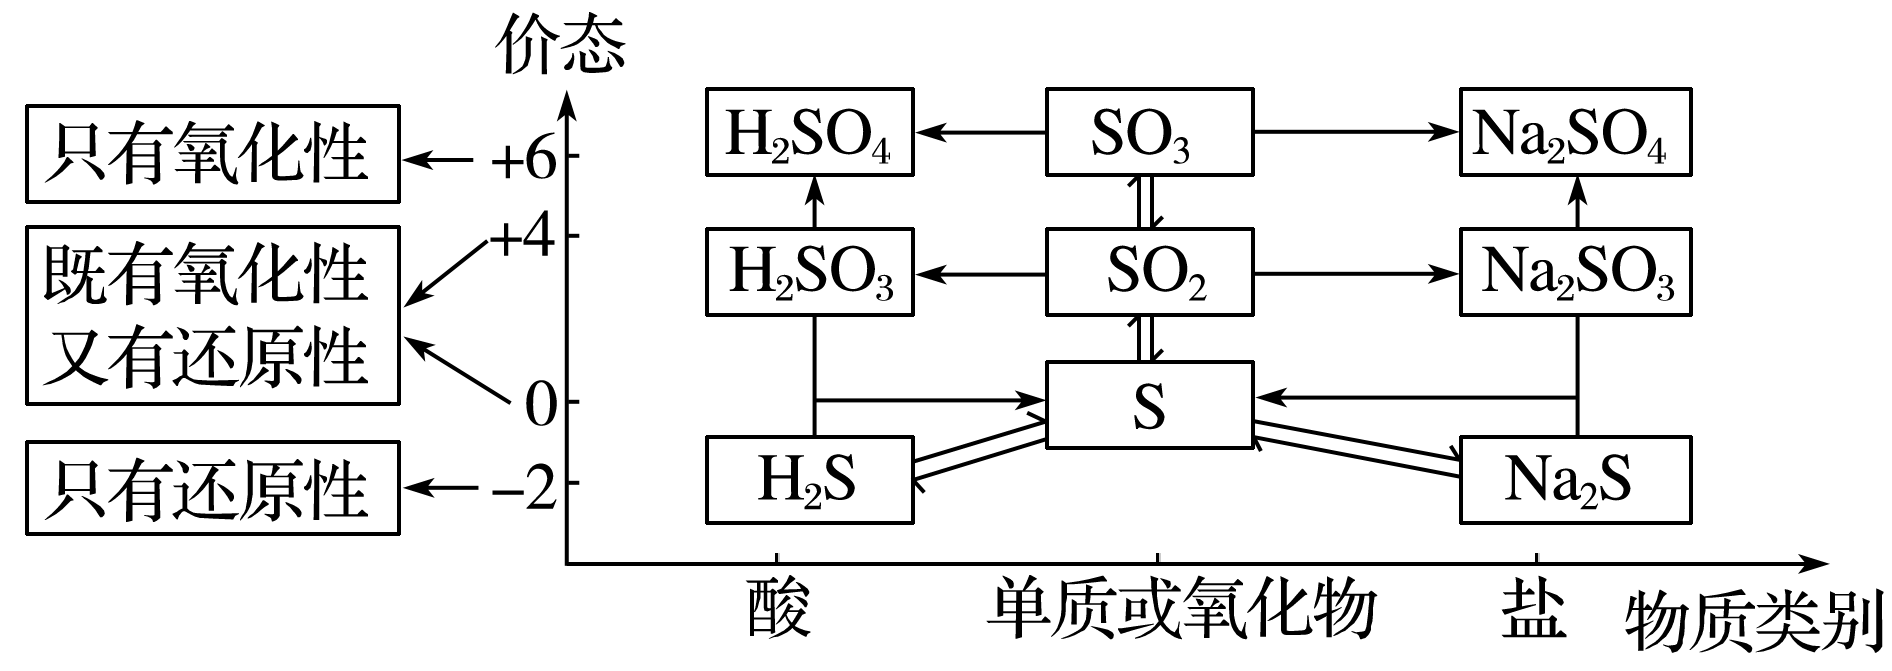 价态
只有氧化性
+6
既有氧化性
又有还原性
+4
0
只有还原性
−2
H₂SO₄
SO₃
Na₂SO₄
H₂SO₃
SO₂
Na₂SO₃
S
H₂S
Na₂S
酸
单质或氧化物
盐
物质类别